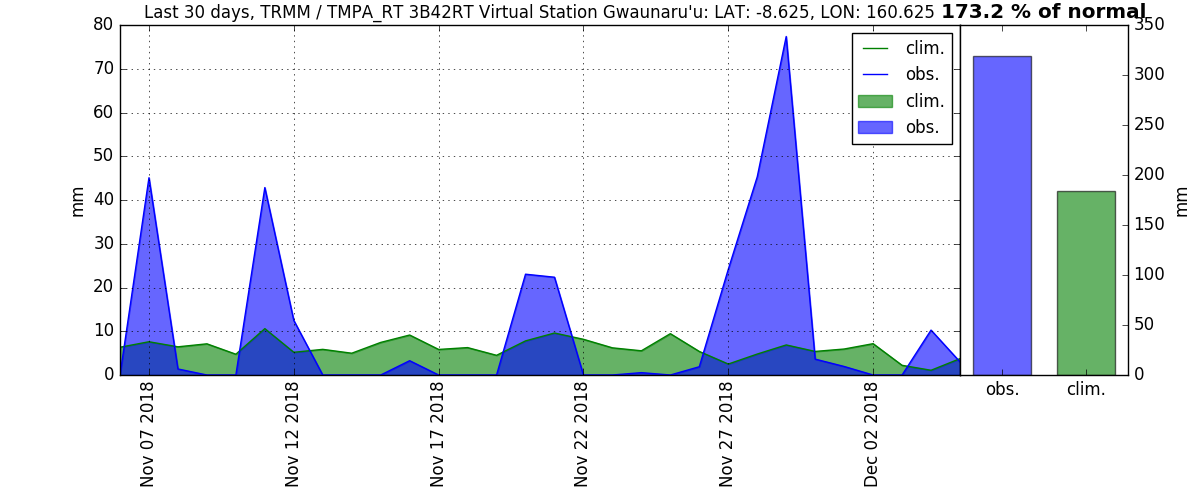 Last 30 days, TRMM / TMPA_RT 3B42RT Virtual Station Gwaunaru'u: LAT: -8.625, LON: 160.625 173.2 % of normal
80
70
60
50
40
30
20
10
0
mm
clim.
obs.
clim.
obs.
Nov 07 2018
Nov 12 2018
Nov 17 2018
Nov 22 2018
Nov 27 2018
Dec 02 2018
350
300
250
200
150
100
50
0
mm
obs.
clim.